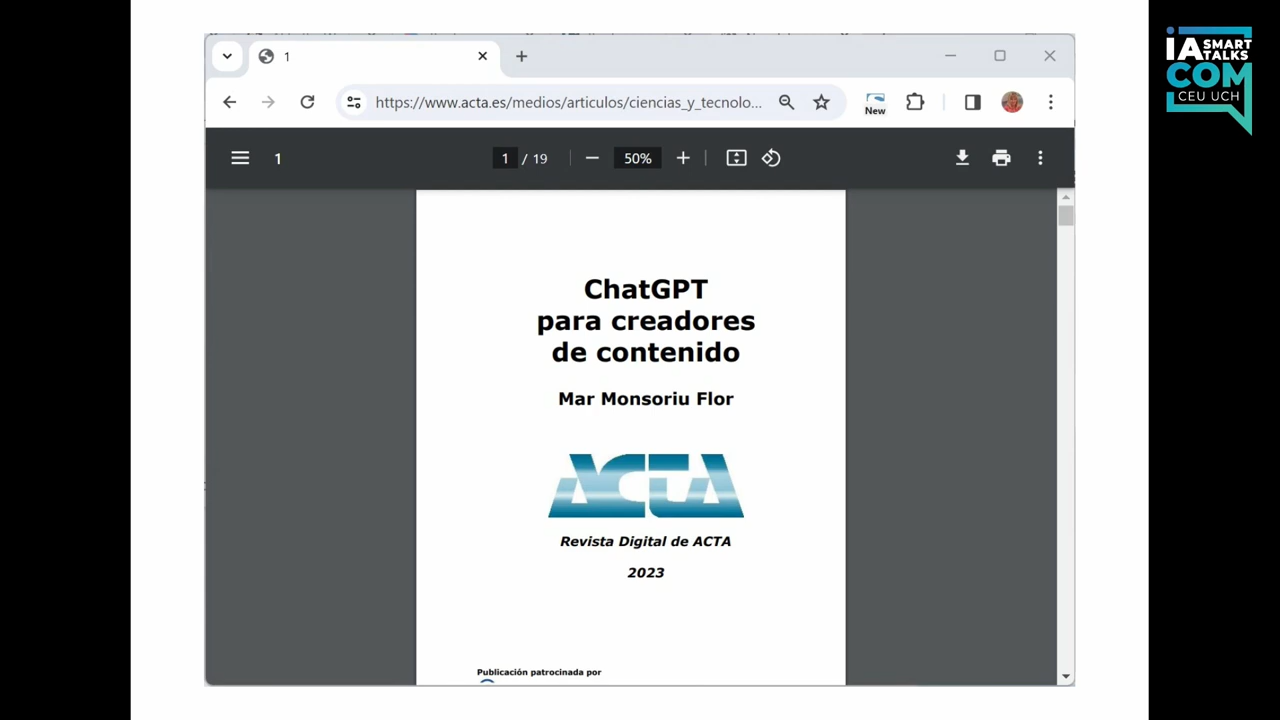 1
https://www.acta.es/medios/articulos/ciencias_y_tecnolo...
New
1
1 / 19
50%
ChatGPT
para creadores
de contenido
Mar Monsoriu Flor
ACTA
Revista Digital de ACTA
2023
Publicación patrocinada por
iA SMART
TALKS
COM
CEU UCH